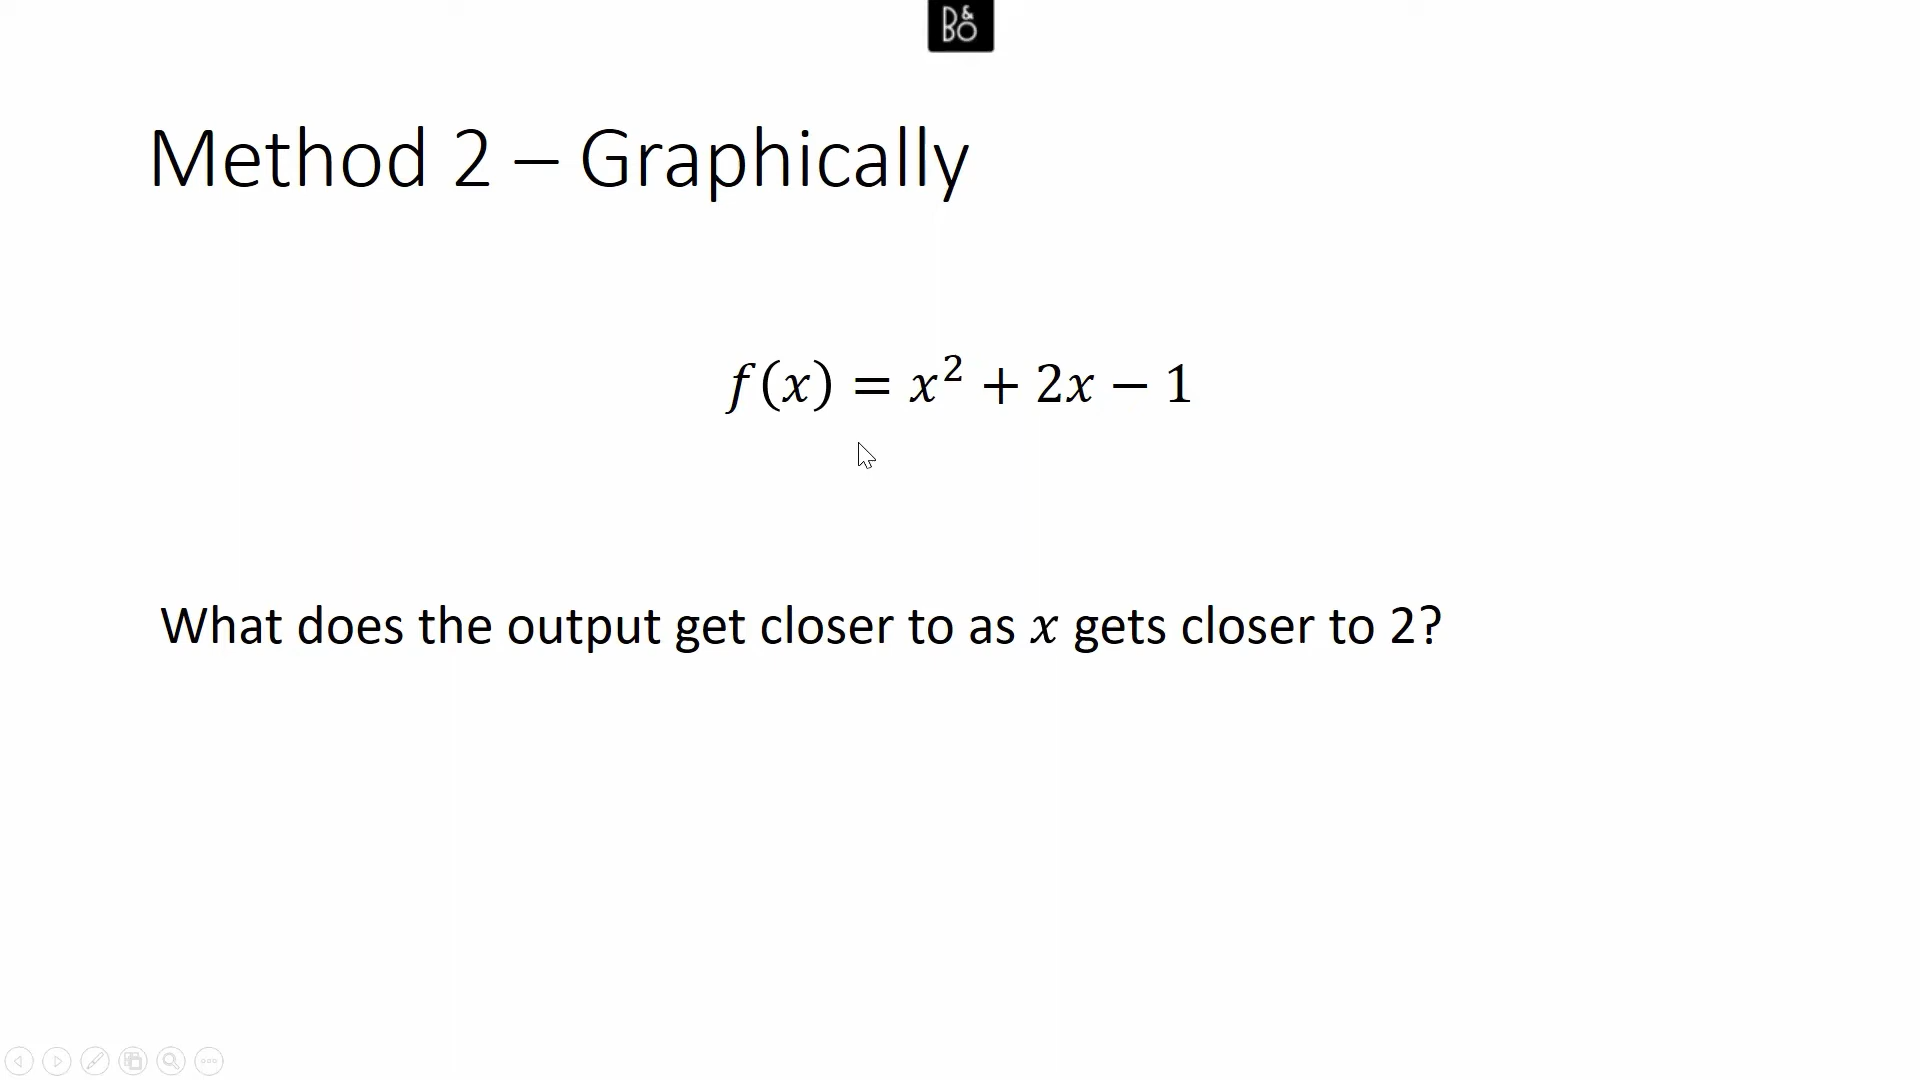 B&O
Method 2 – Graphically
f(x) = x² + 2x − 1
What does the output get closer to as x gets closer to 2?